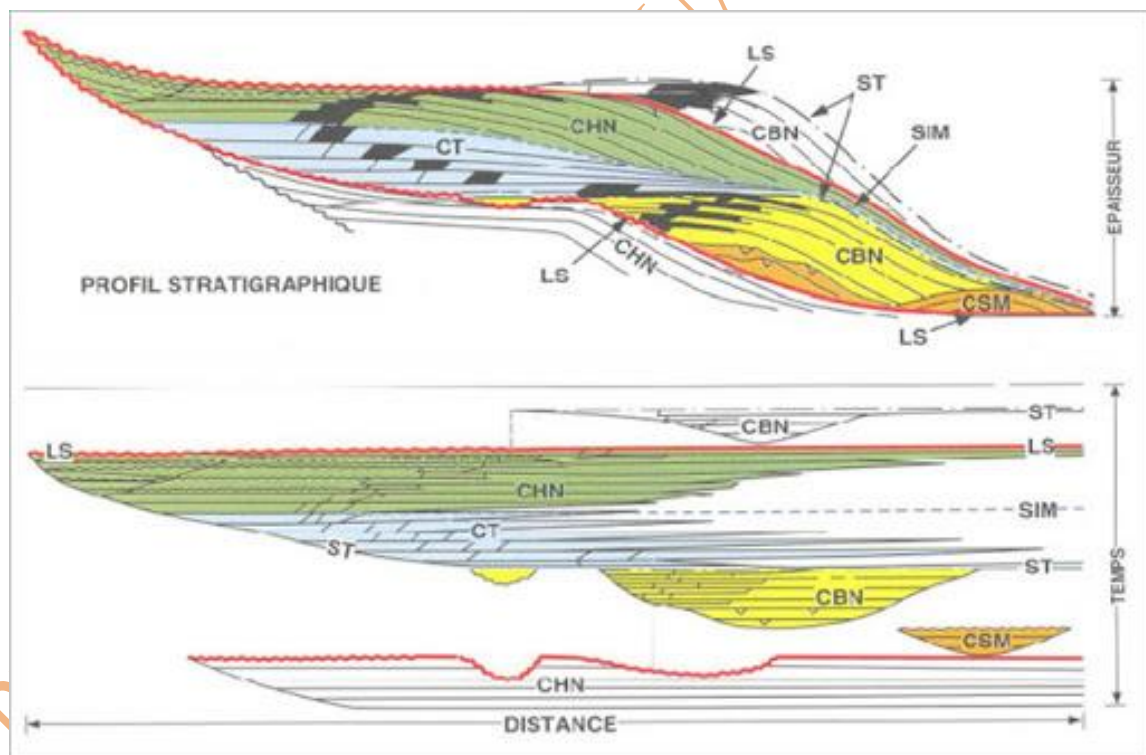 LS
ST
CHN
CBN
SIM
CT
EPAISSEUR
CBN
LS
CHN
PROFIL STRATIGRAPHIQUE
CSM
LS
ST
CBN
LS
LS
CHN
SIM
CT
ST
ST
TEMPS
CBN
CSM
CHN
DISTANCE